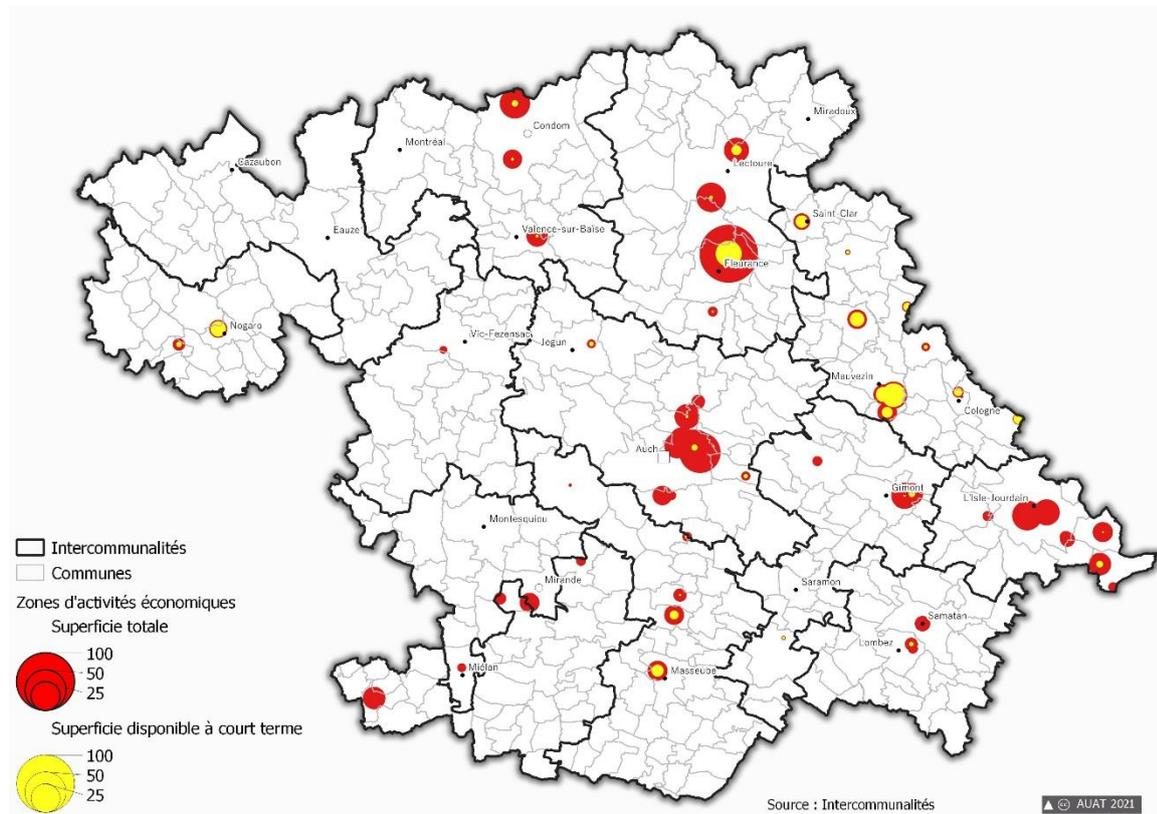 Miradoux
Condom
Montréal
Lectoure
Cazaubon
Saint-Clar
Eauze
Valence-sur-Baïse
Fleurance
Nogaro
Vic-Fezensac
Jegun
Mauvezin
Cologne
Auch
Gimont
L'Isle-Jourdain
Montesquiou
Intercommunalités
Communes
Mirande
Saramon
Zones d'activités économiques
Samatan
Superficie totale
Lombez
100
50
25
Miélan
Masseube
Superficie disponible à court terme
100
50
25
Source : Intercommunalités
AUAT 2021